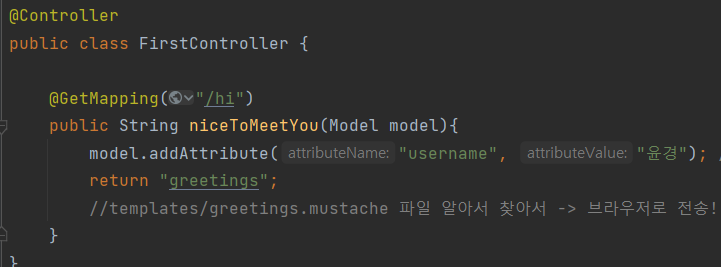 @Controller
public class FirstController {
@GetMapping("/hi")
public String niceToMeetYou(Model model){
model.addAttribute( attributeName: "username", attributeValue: "윤경"); /
return "greetings";
//templates/greetings.mustache 파일 알아서 찾아서 -> 브라우저로 전송!
}
}